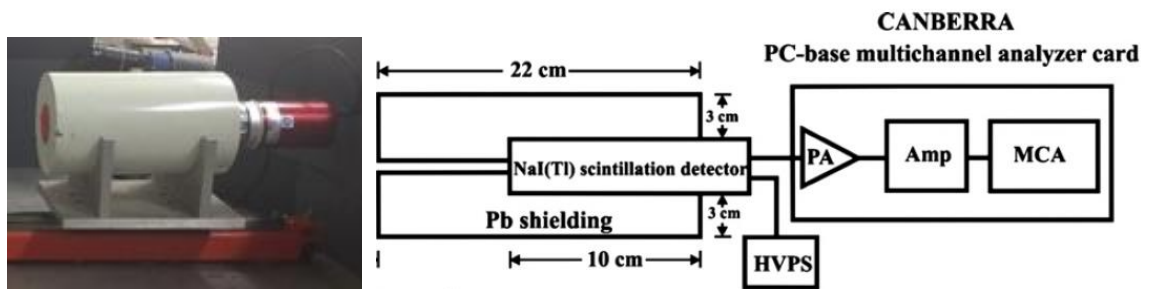 CANBERRA
PC-base multichannel analyzer card
22 cm
3 cm
PA
Amp
MCA
NaI(Tl) scintillation detector
Pb shielding
3 cm
10 cm
HVPS